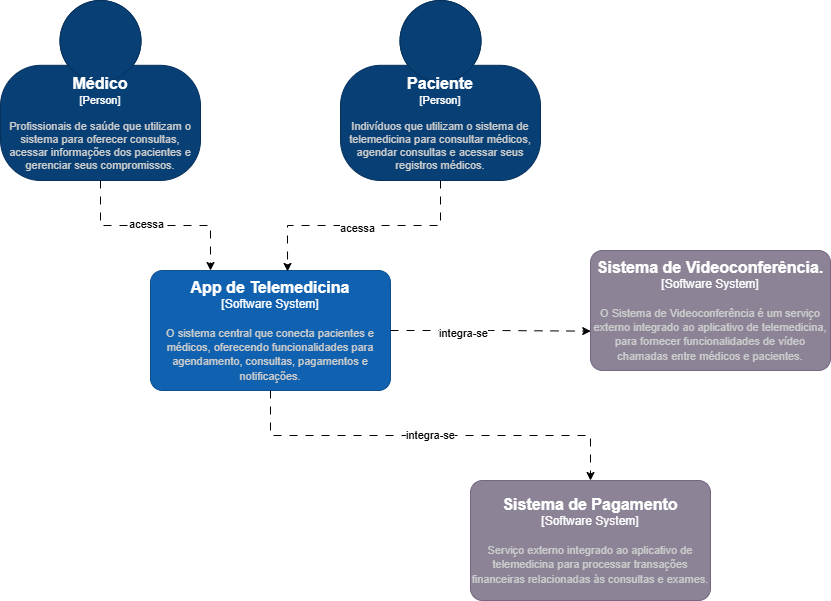 Médico
[Person]
Profissionais de saúde que utilizam o
sistema para oferecer consultas,
acessar informações dos pacientes e
gerenciar seus compromissos.
Paciente
[Person]
Indivíduos que utilizam o sistema de
telemedicina para consultar médicos,
agendar consultas e acessar seus
registros médicos.
acessa
acessa
App de Telemedicina
[Software System]
O sistema central que conecta pacientes e
médicos, oferecendo funcionalidades para
agendamento, consultas, pagamentos e
notificações.
integra-se
Sistema de Videoconferência.
[Software System]
O Sistema de Videoconferência é um serviço
externo integrado ao aplicativo de telemedicina,
para fornecer funcionalidades de vídeo
chamadas entre médicos e pacientes.
integra-se
Sistema de Pagamento
[Software System]
Serviço externo integrado ao aplicativo de
telemedicina para processar transações
financeiras relacionadas às consultas e exames.